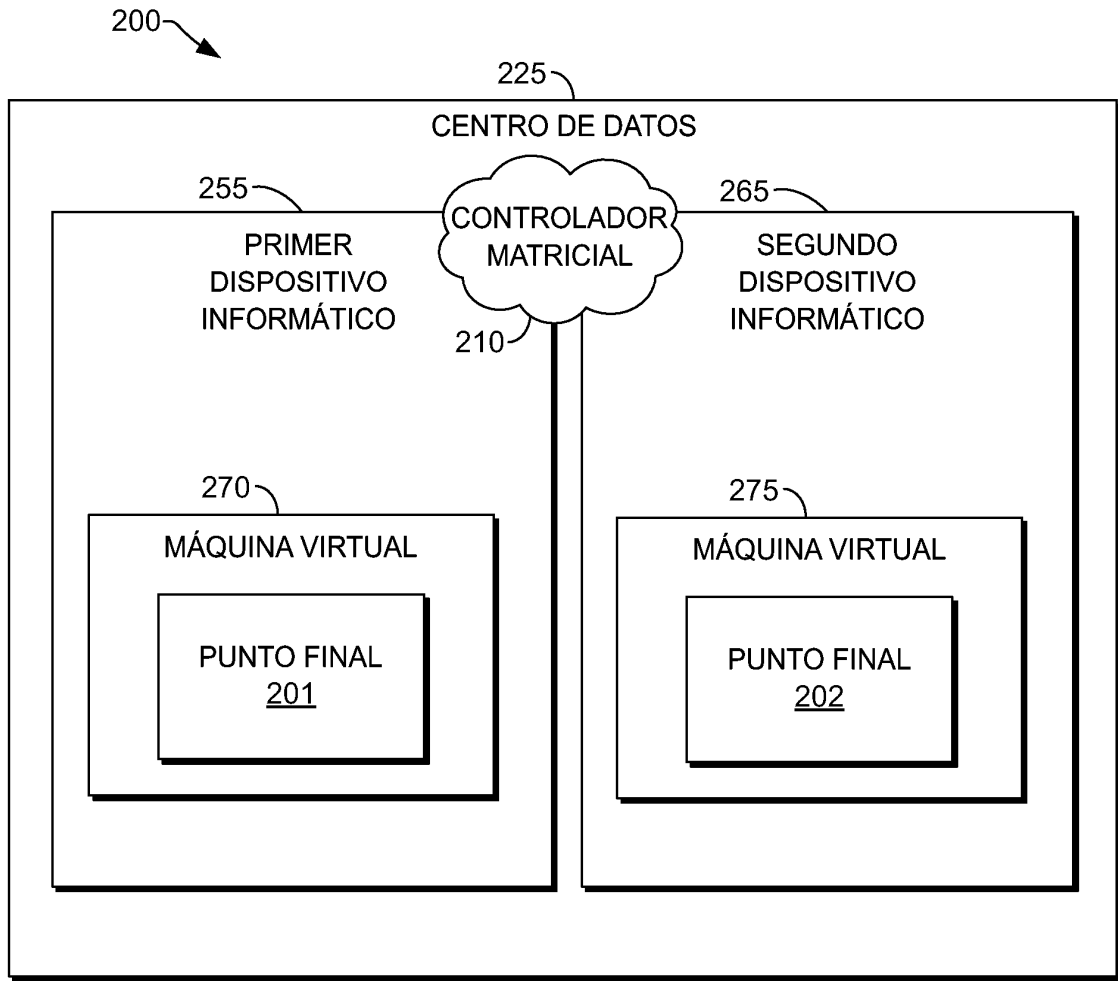 200
225
CENTRO DE DATOS
255
CONTROLADOR
MATRICIAL
210
265
PRIMER
DISPOSITIVO
INFORMÁTICO
SEGUNDO
DISPOSITIVO
INFORMÁTICO
270
MÁQUINA VIRTUAL
PUNTO FINAL
201
275
MÁQUINA VIRTUAL
PUNTO FINAL
202